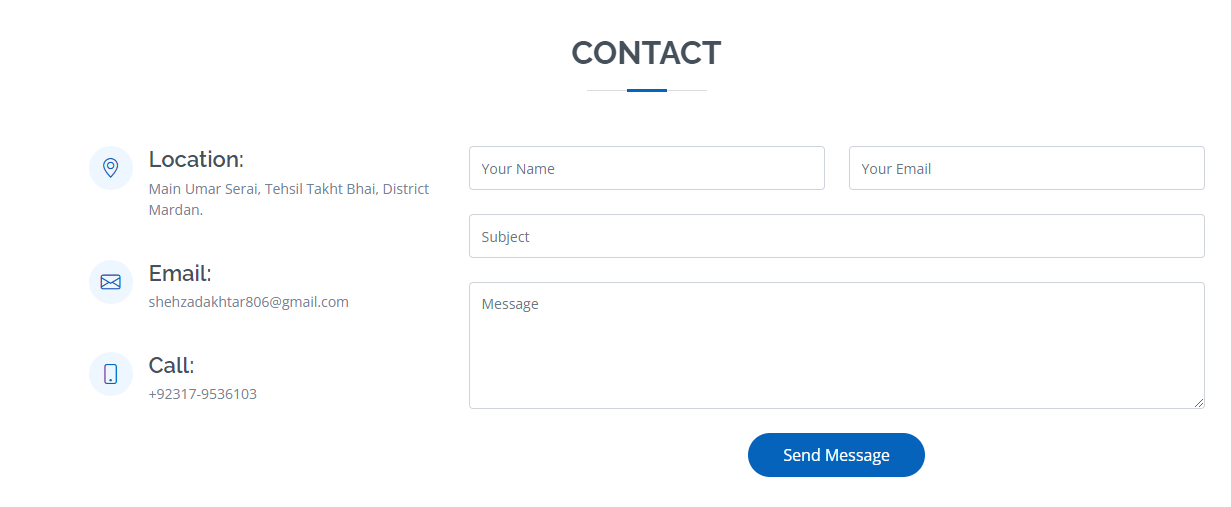 CONTACT
Location:
Main Umar Serai, Tehsil Takht Bhai, District
Mardan.
Email:
shehzadakhtar806@gmail.com
Call:
+92317-9536103
Your Name
Your Email
Subject
Message
Send Message